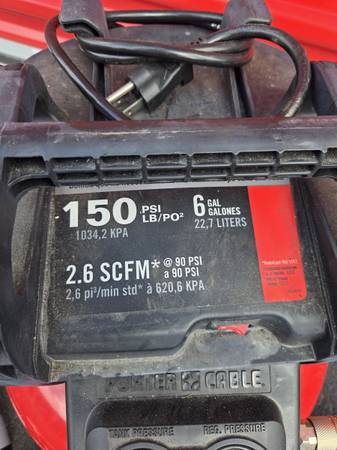 150 PSI
LB/PO²
1034,2 KPA
6 GAL
GALONES
22,7 LITERS
2.6 SCFM* @ 90 PSI
a 90 PSI
2,6 pi³/min std* à 620,6 KPA
PORTER CABLE
TANK PRESSURE
REG. PRESSURE